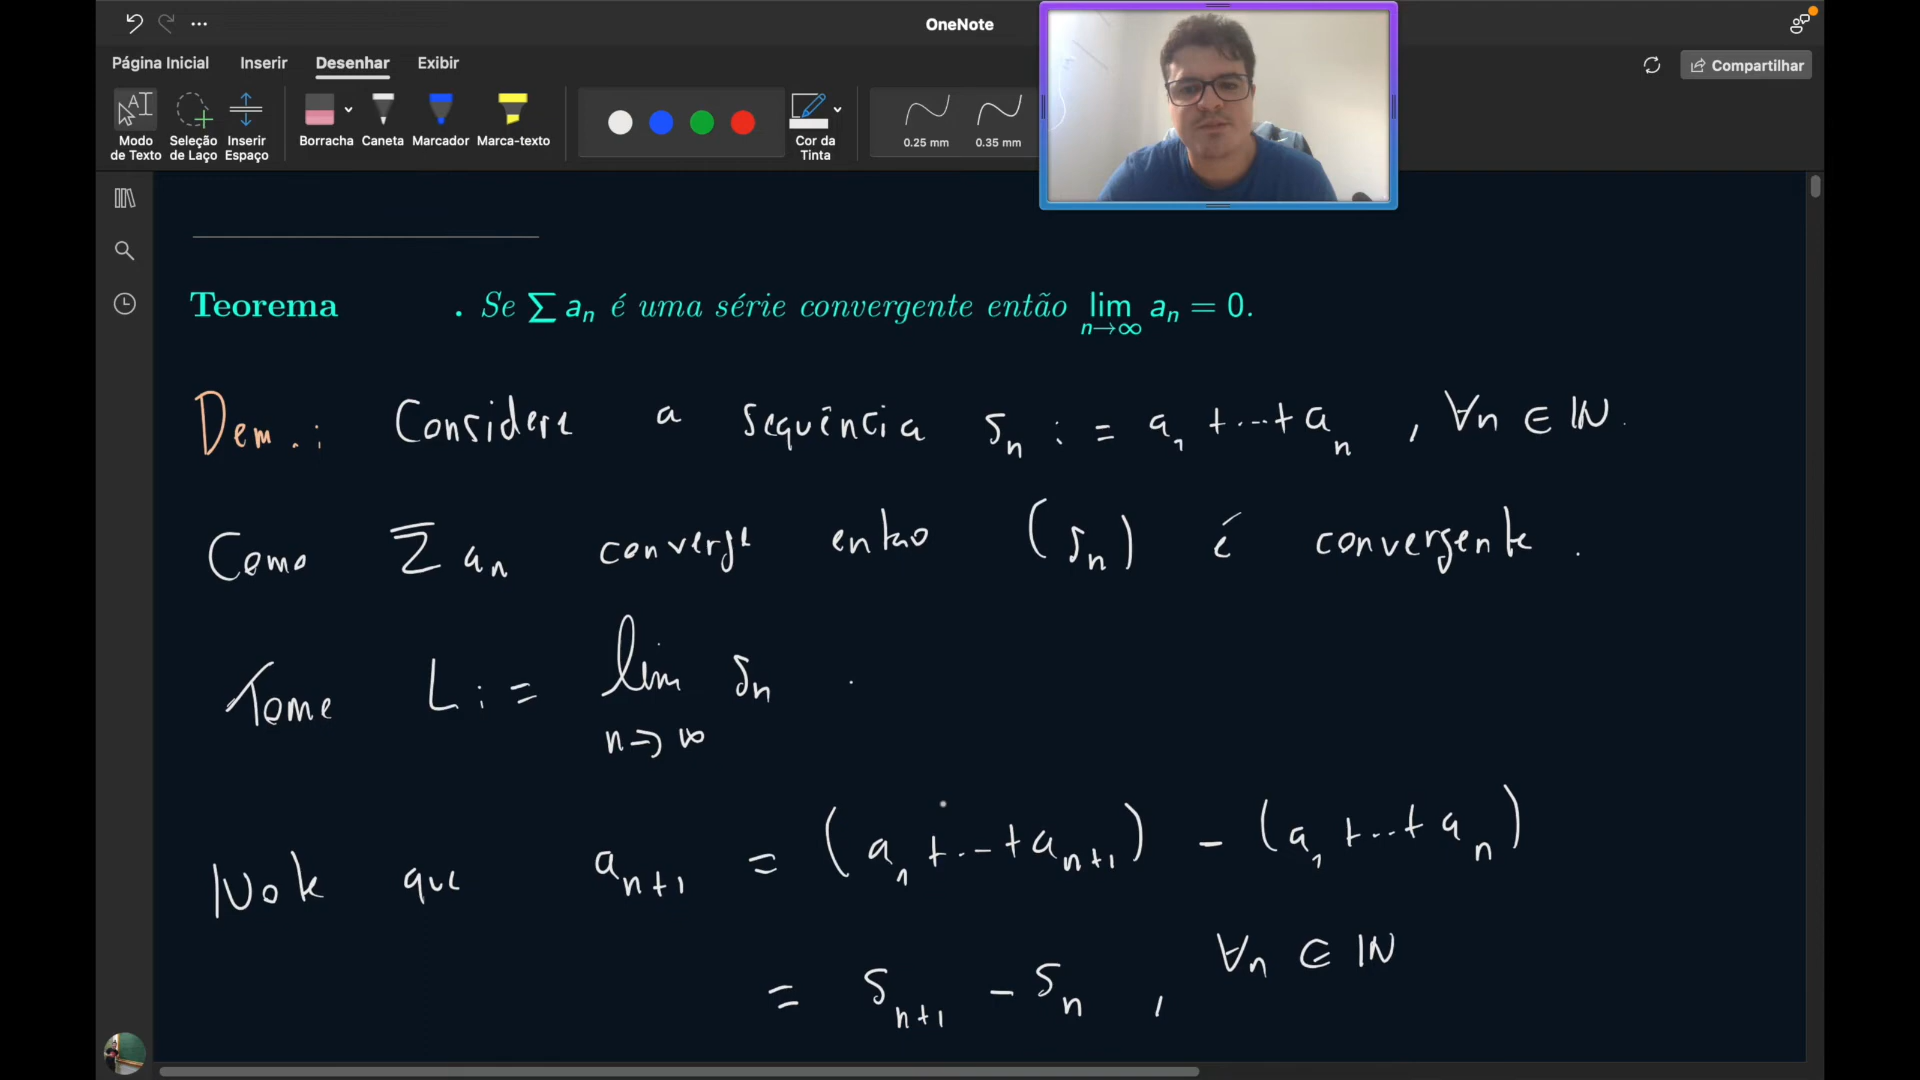 OneNote
Página Inicial Inserir Desenhar Exibir
Compartilhar
Modo de Texto Seleção de Laço Inserir Espaço Borracha Caneta Marcador Marca-texto Cor da Tinta 0.25 mm 0.35 mm
Teorema . Se ∑ aₙ é uma série convergente então lim n→∞ aₙ = 0.
Dem.: Considere a sequência sₙ := a₁ + ... + aₙ , ∀n ∈ ℕ.
Como ∑ aₙ converge entao (sₙ) é convergente.
Tome L := lim n→∞ sₙ .
Note que aₙ₊₁ = (a₁ + ... + aₙ₊₁) - (a₁ + ... + aₙ)
= sₙ₊₁ - sₙ , ∀n ∈ ℕ